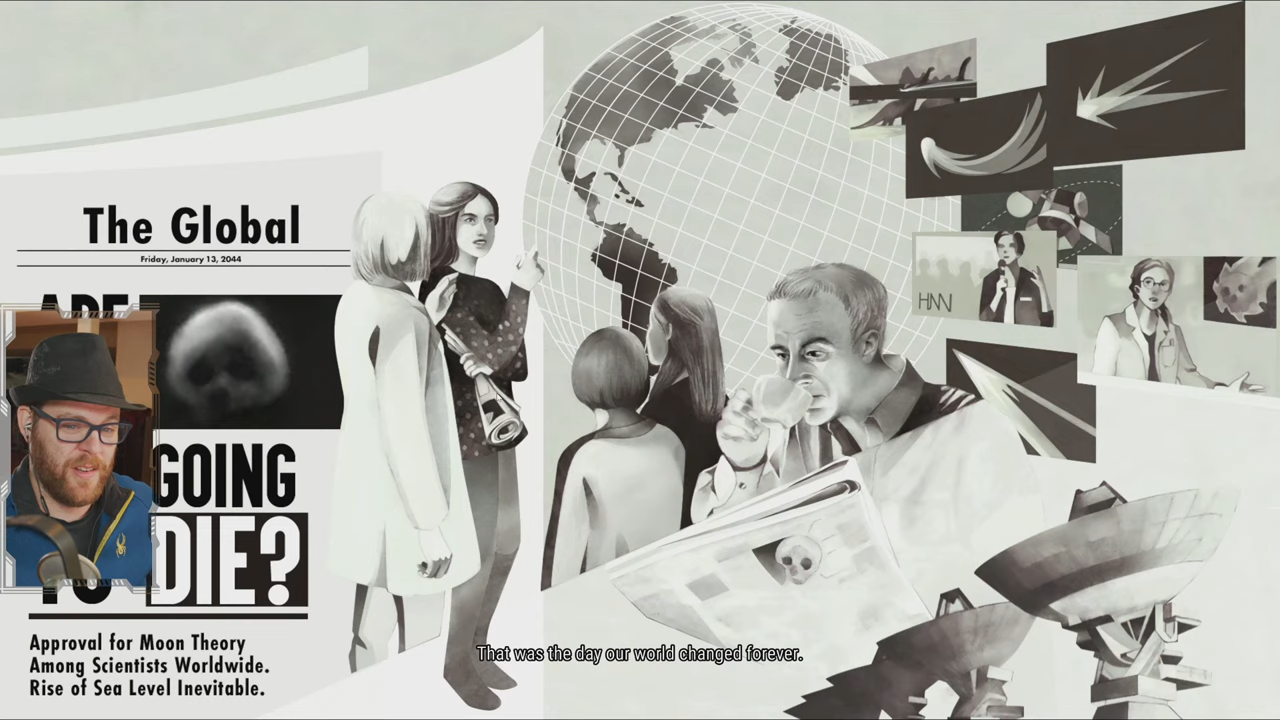 The Global
Friday, January 13, 2044
GOING
DIE?
Approval for Moon Theory
Among Scientists Worldwide.
Rise of Sea Level Inevitable.
HNN
That was the day our world changed forever.